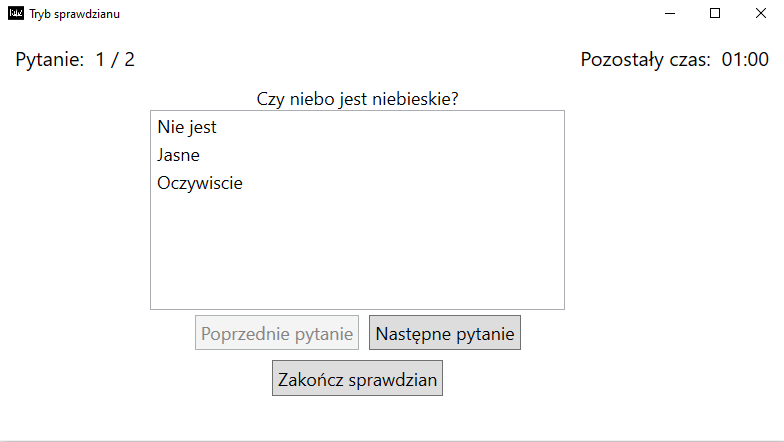 Tryb sprawdzianu
Pytanie: 1 / 2
Pozostały czas: 01:00
Czy niebo jest niebieskie?
Nie jest
Jasne
Oczywiscie
Poprzednie pytanie
Następne pytanie
Zakończ sprawdzian